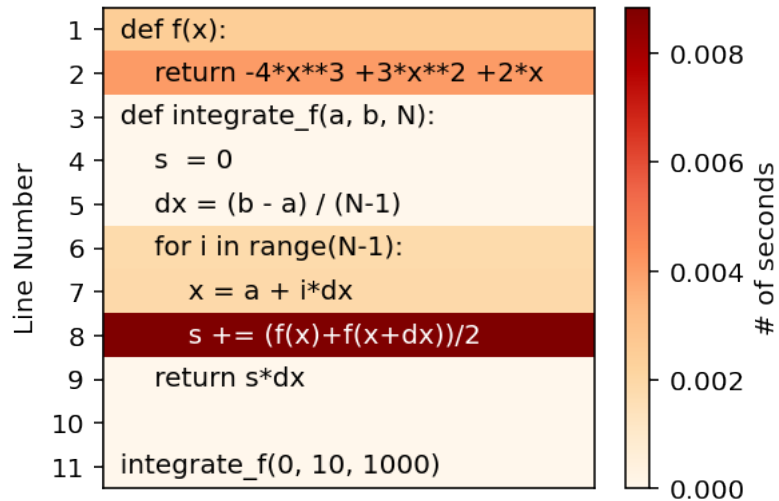 1 def f(x):
2 return -4*x**3 +3*x**2 +2*x
3 def integrate_f(a, b, N):
4 s = 0
5 dx = (b - a) / (N-1)
6 for i in range(N-1):
7 x = a + i*dx
8 s += (f(x)+f(x+dx))/2
9 return s*dx
10
11 integrate_f(0, 10, 1000)
Line Number
0.008
0.006
0.004
0.002
0.000
# of seconds